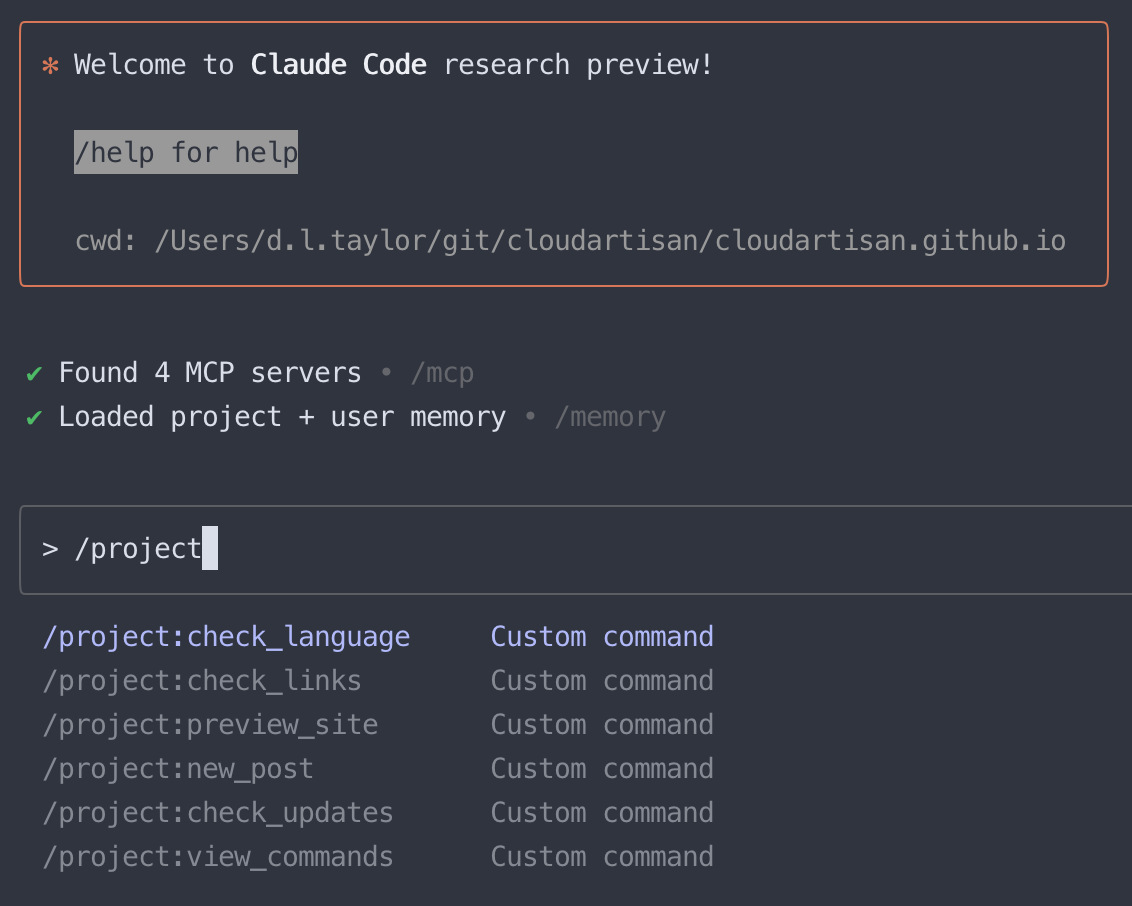 ✻ Welcome to Claude Code research preview!
/help for help
cwd: /Users/d.l.taylor/git/cloudartisan/cloudartisan.github.io
✔ Found 4 MCP servers • /mcp
✔ Loaded project + user memory • /memory
> /project
/project:check_language Custom command
/project:check_links Custom command
/project:preview_site Custom command
/project:new_post Custom command
/project:check_updates Custom command
/project:view_commands Custom command